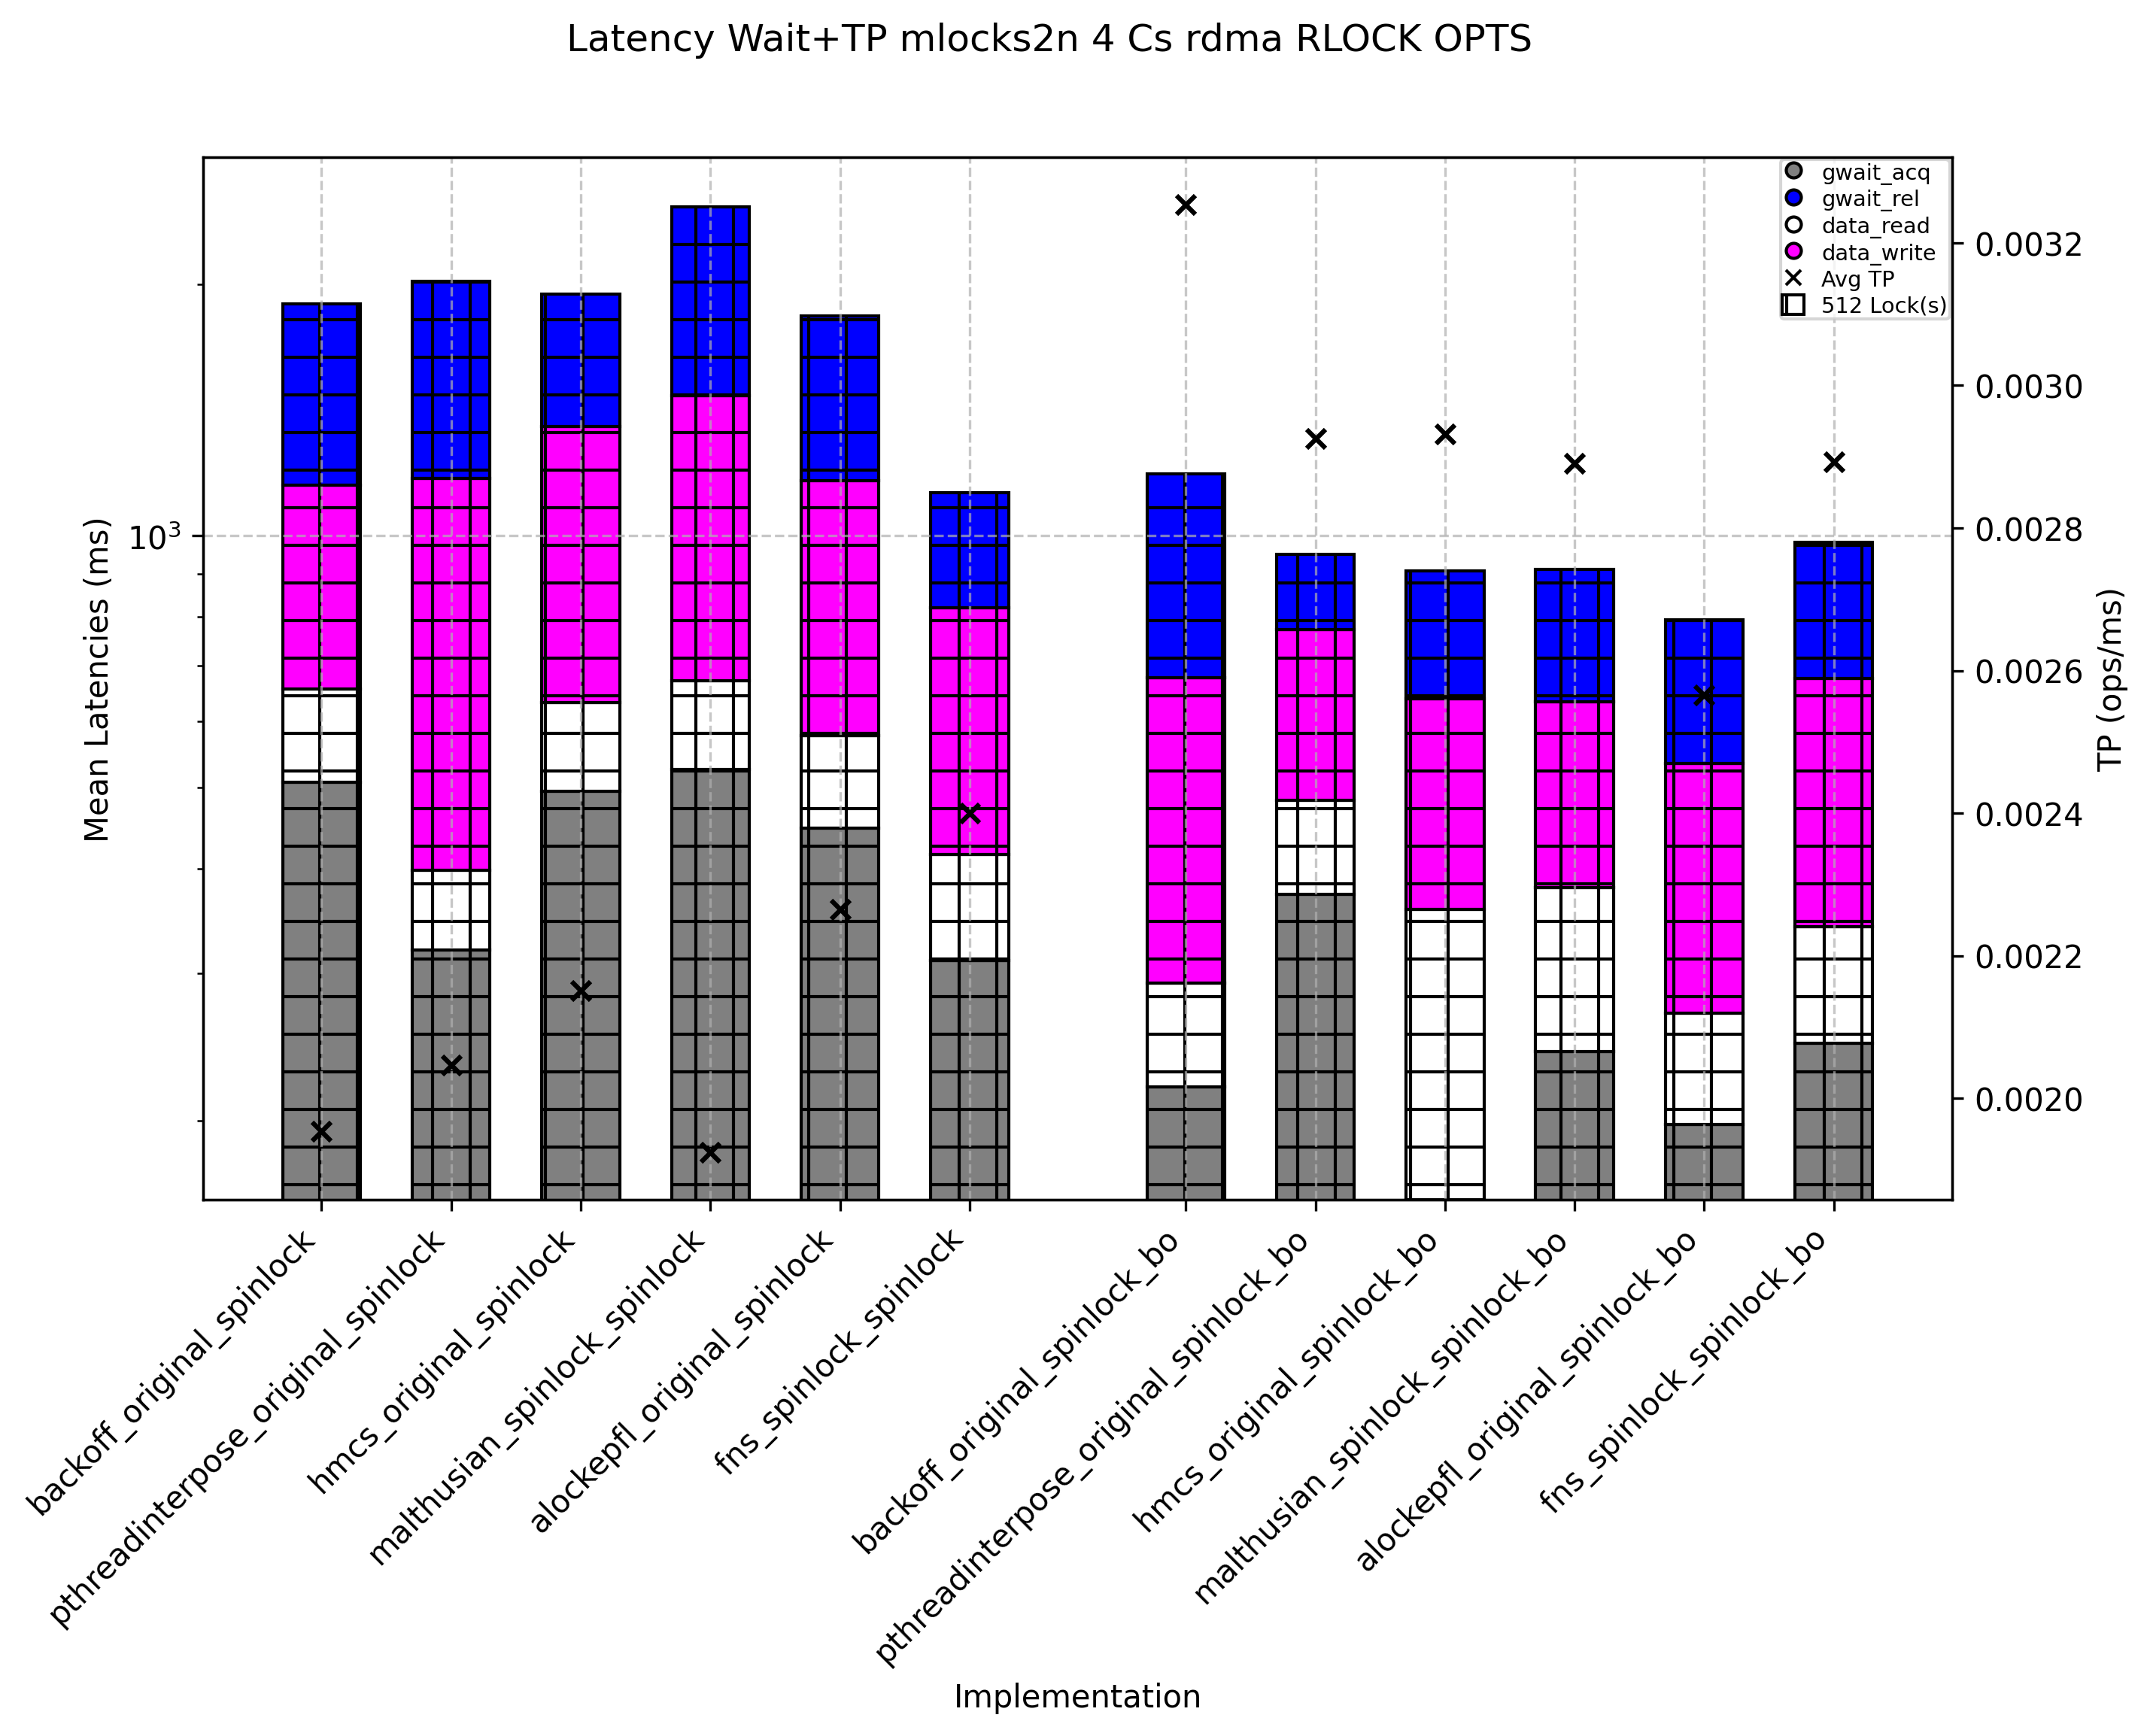 Latency Wait+TP mlocks2n 4 Cs rdma RLOCK OPTS
gwait_acq
gwait_rel
data_read
data_write
Avg TP
512 Lock(s)
Mean Latencies (ms)
10³
0.0032
0.0030
0.0028
0.0026
0.0024
0.0022
0.0020
TP (ops/ms)
backoff_original_spinlock
pthreadinterpose_original_spinlock
hmcs_original_spinlock
malthusian_spinlock_spinlock
alockepfl_original_spinlock
fns_spinlock_spinlock
backoff_original_spinlock_bo
pthreadinterpose_original_spinlock_bo
hmcs_original_spinlock_bo
malthusian_spinlock_spinlock_bo
alockepfl_original_spinlock_bo
fns_spinlock_spinlock_bo
Implementation